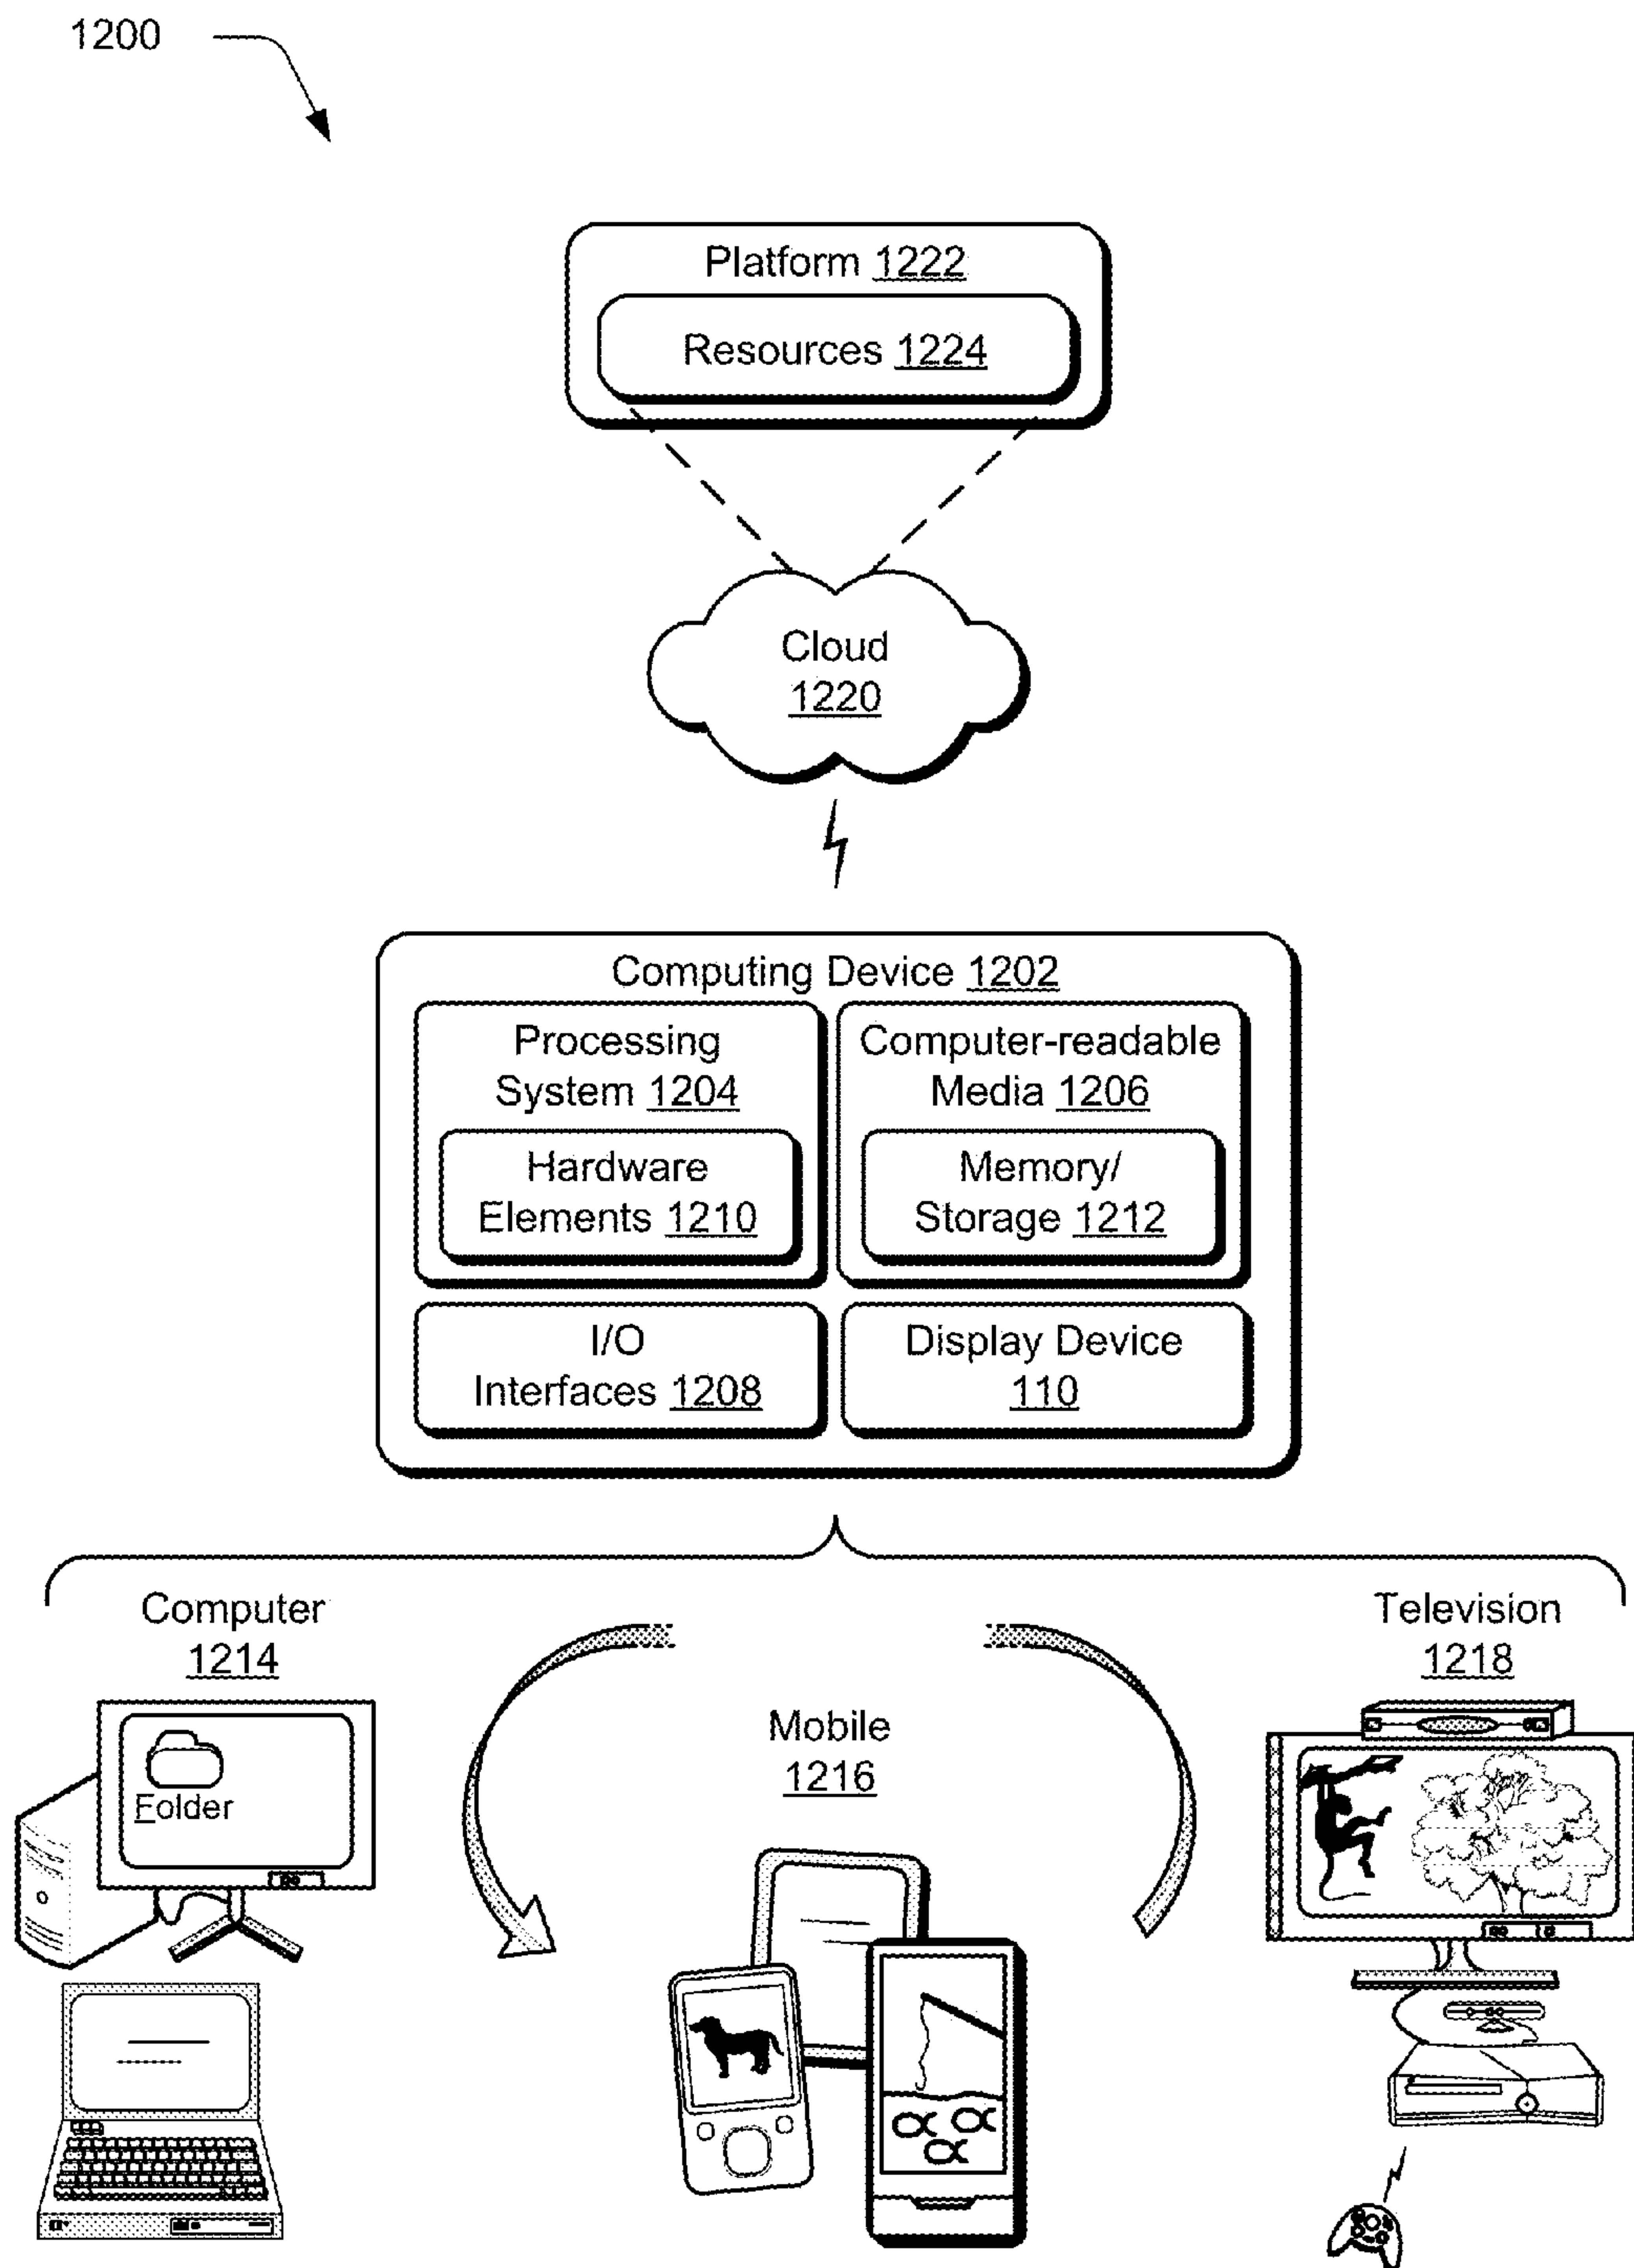 1200
Platform 1222
Resources 1224
Cloud
1220
Computing Device 1202
Processing
System 1204
Computer-readable
Media 1206
Hardware
Elements 1210
Memory/
Storage 1212
I/O
Interfaces 1208
Display Device
110
Computer
1214
Folder
Mobile
1216
Television
1218